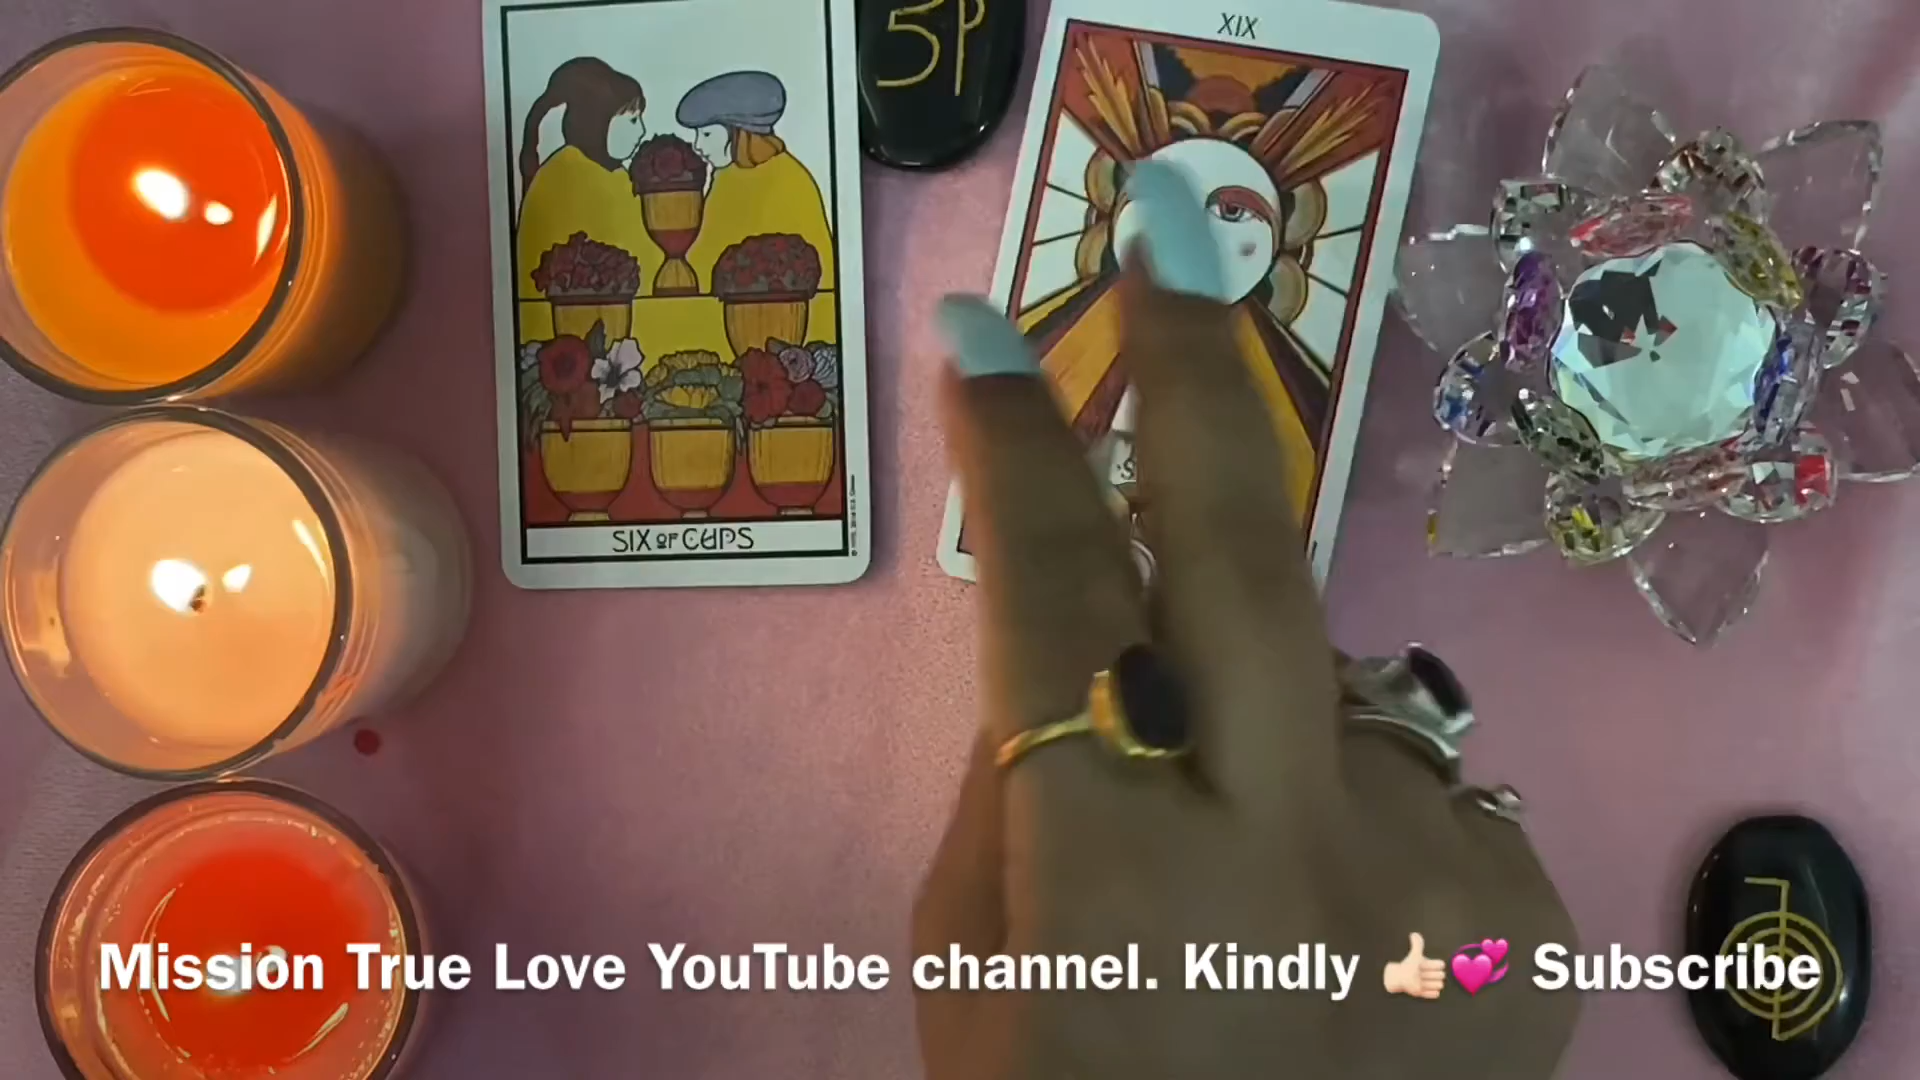 5P
XIX
SIX OF CUPS
Mission True Love YouTube channel. Kindly 👍🏻💞 Subscribe